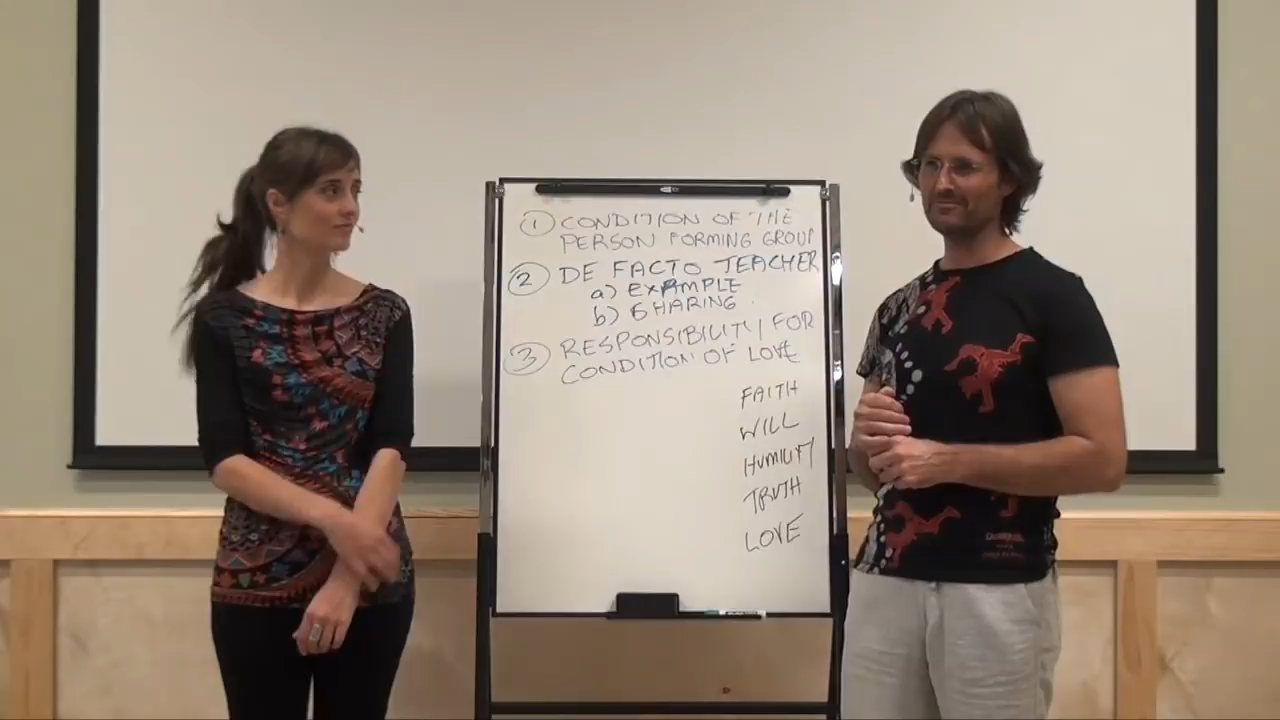 ① CONDITION OF THE
PERSON FORMING GROUP
② DE FACTO TEACHER
a) EXAMPLE
b) SHARING
③ RESPONSIBILITY FOR
CONDITION OF LOVE
FAITH
WILL
HUMILITY
TRUTH
LOVE